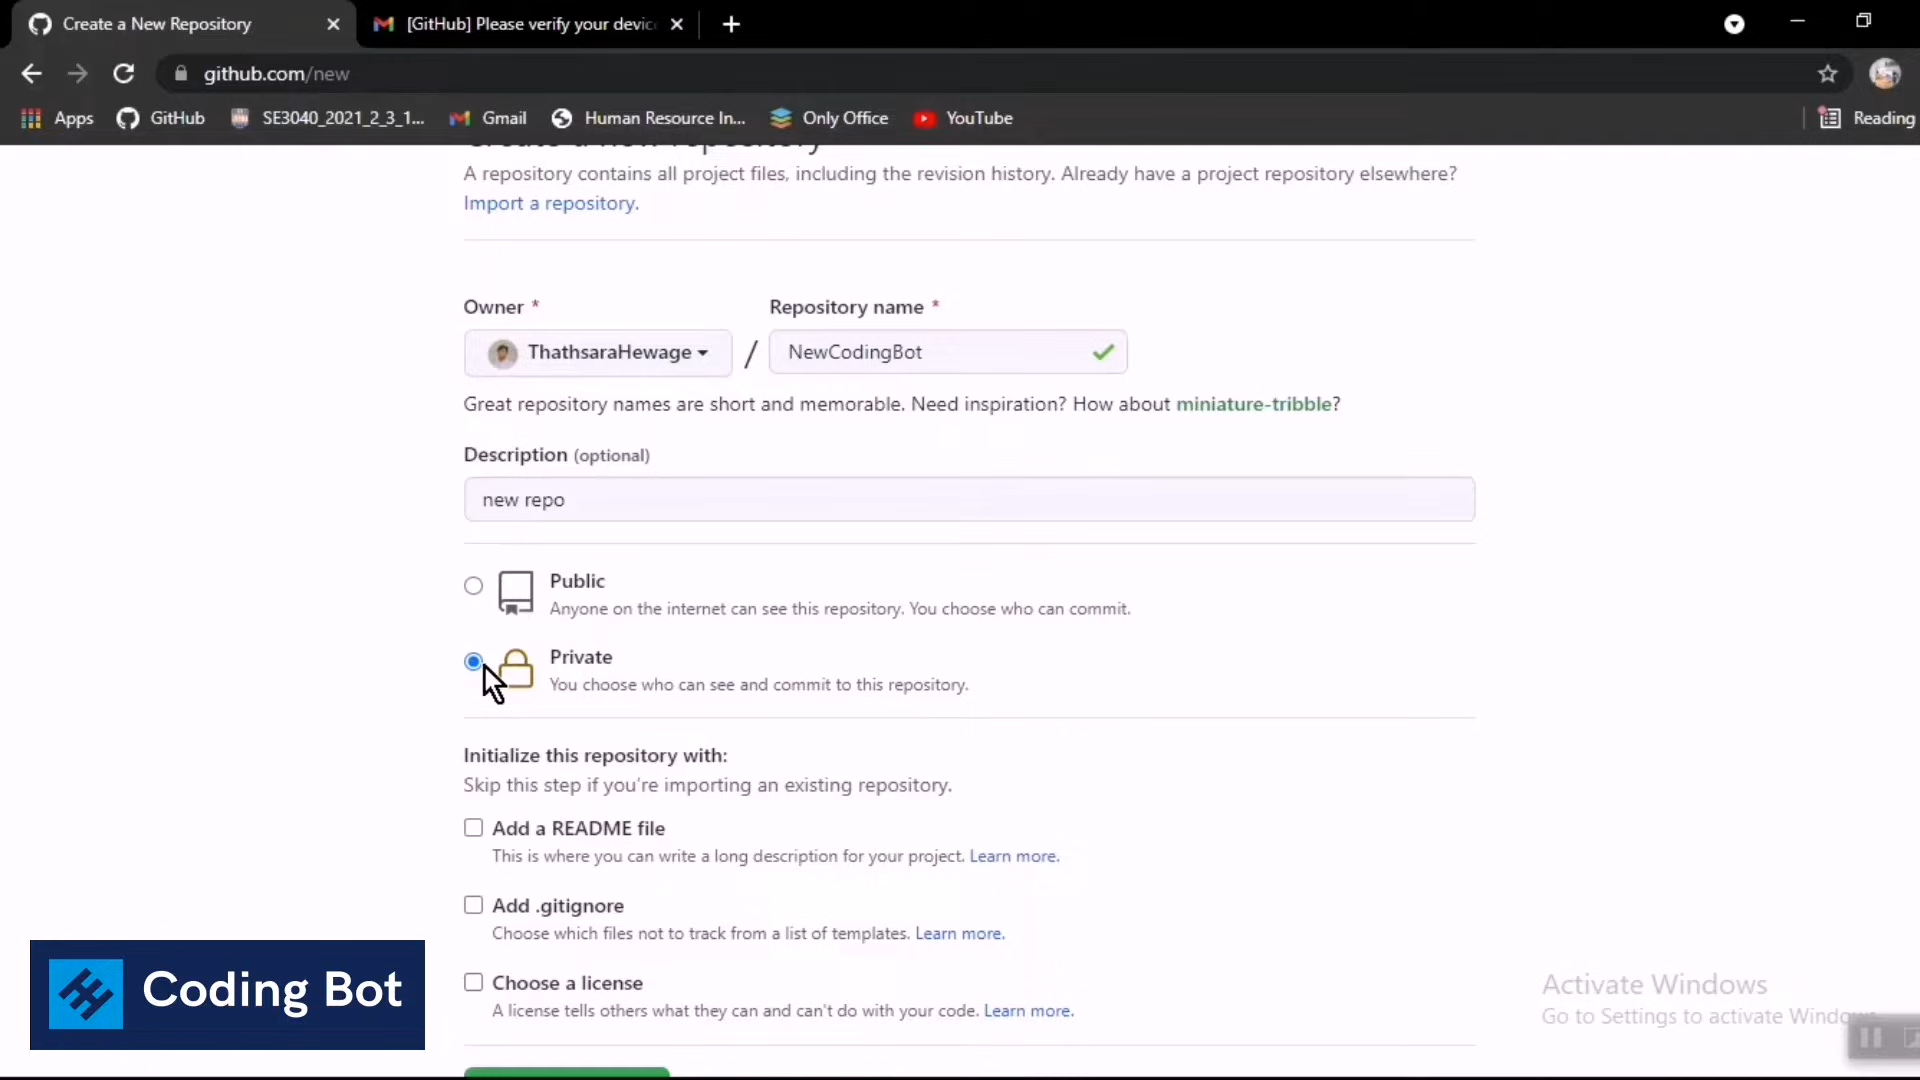 Create a New Repository
[GitHub] Please verify your devic
github.com/new
Apps
GitHub
SE3040_2021_2_3_1...
Gmail
Human Resource In...
Only Office
YouTube
Reading
Create a new repository
A repository contains all project files, including the revision history. Already have a project repository elsewhere?
Import a repository.
Owner *
Repository name *
ThathsaraHewage
/
NewCodingBot
Great repository names are short and memorable. Need inspiration? How about miniature-tribble?
Description (optional)
new repo
Public
Anyone on the internet can see this repository. You choose who can commit.
Private
You choose who can see and commit to this repository.
Initialize this repository with:
Skip this step if you're importing an existing repository.
Add a README file
This is where you can write a long description for your project. Learn more.
Add .gitignore
Choose which files not to track from a list of templates. Learn more.
Choose a license
A license tells others what they can and can't do with your code. Learn more.
Coding Bot
Activate Windows
Go to Settings to activate Windo